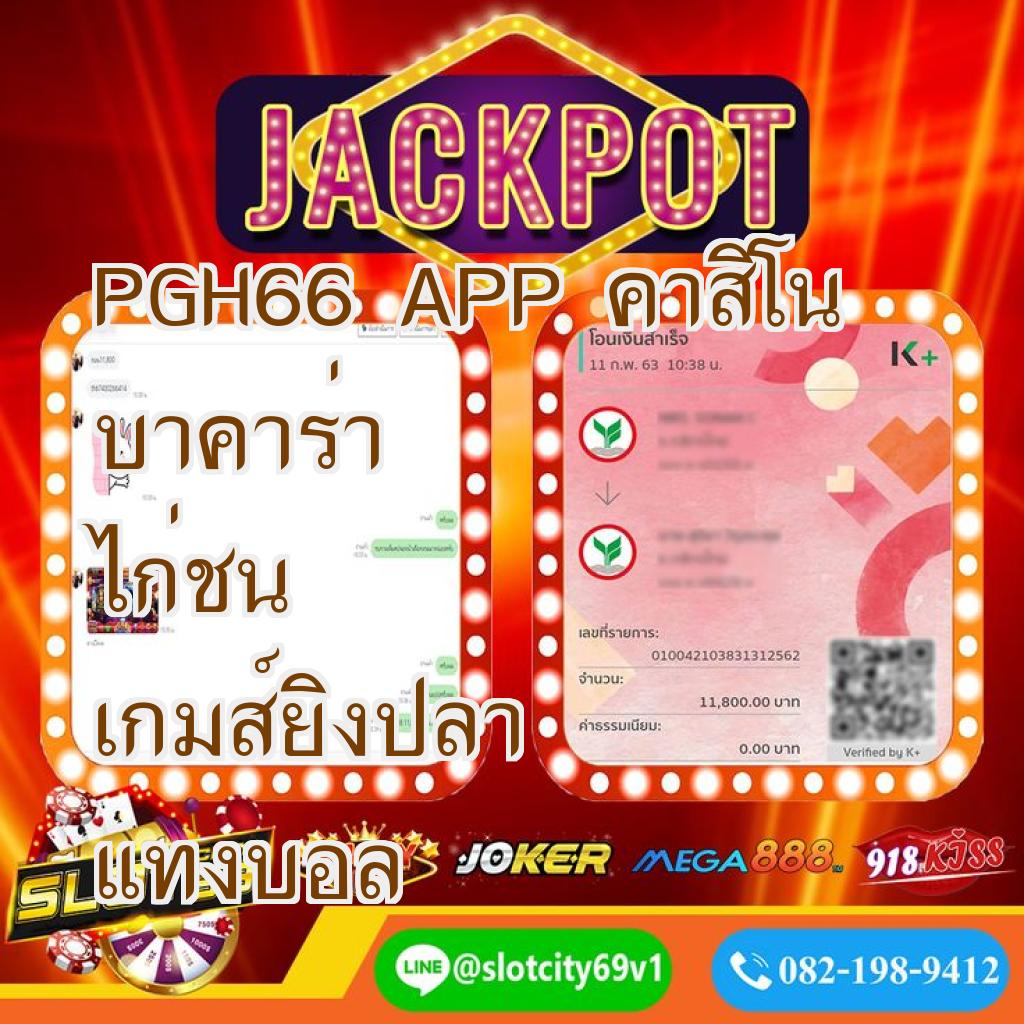 JACKPOT
PGH66 APP คาสิโน
บาคาร่า
ไก่ชน
เกมส์ยิงปลา
แทงบอล
โอนเงินสำเร็จ
11 ก.พ. 63 10:38 น.
K+
เลขที่รายการ:
010042103831312562
จำนวน:
11,800.00 บาท
ค่าธรรมเนียม:
0.00 บาท
Verified by K+
JOKER
MEGA888
918KISS
LINE @slotcity69v1
082-198-9412